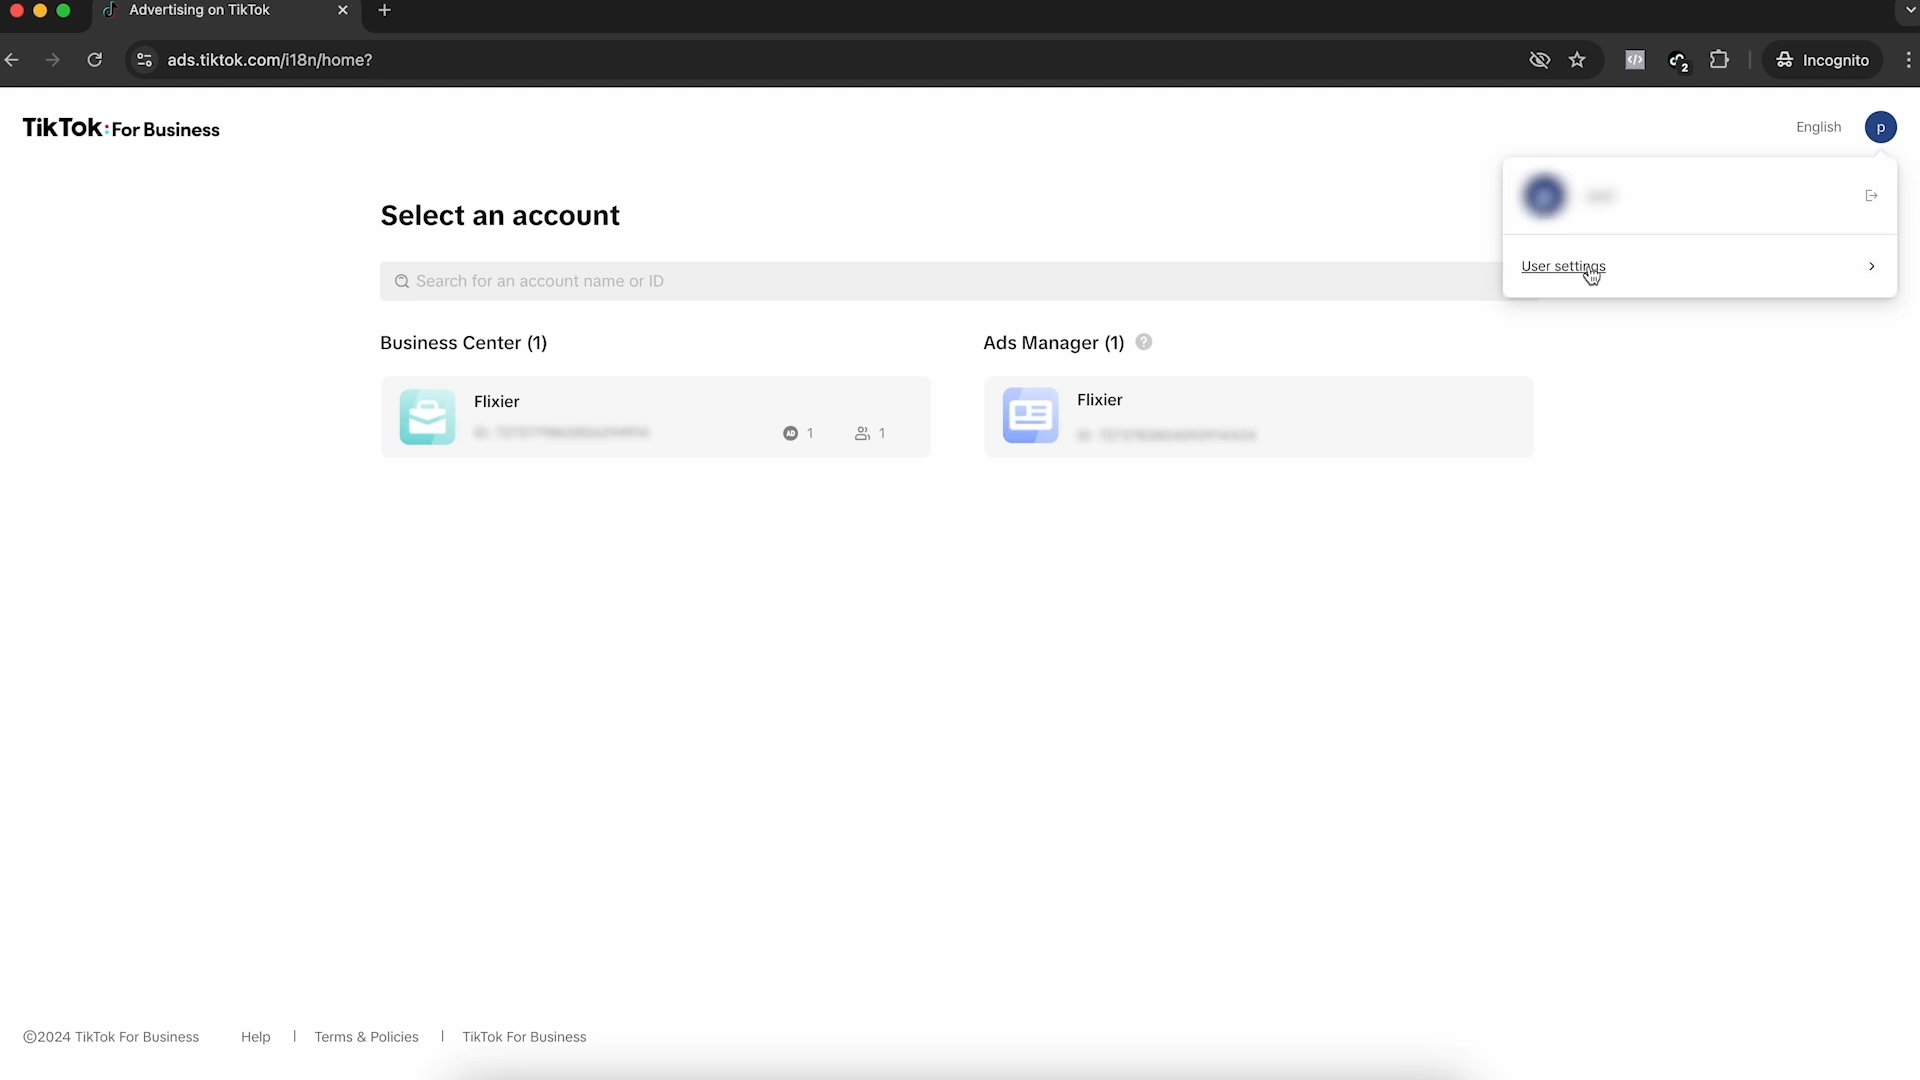 Advertising on TikTok
ads.tiktok.com/i18n/home?
2
Incognito
TikTok: For Business
English
p
Select an account
User settings
Search for an account name or ID
Business Center (1)
Ads Manager (1) ?
Flixier
AD 1
1
Flixier
©2024 TikTok For Business
Help | Terms & Policies | TikTok For Business